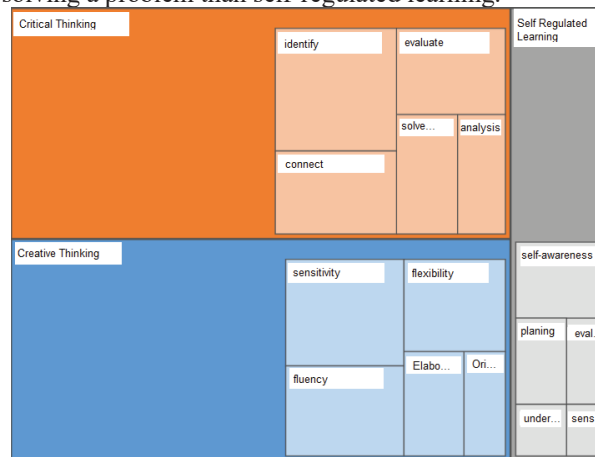 solving a problem than self-regulated learning.
Critical Thinking
identify
evaluate
solve...
analysis
connect
Self Regulated
Learning
Creative Thinking
sensitivity
flexibility
fluency
Elabo...
Ori...
self-awareness
planing
eval.
under...
sens